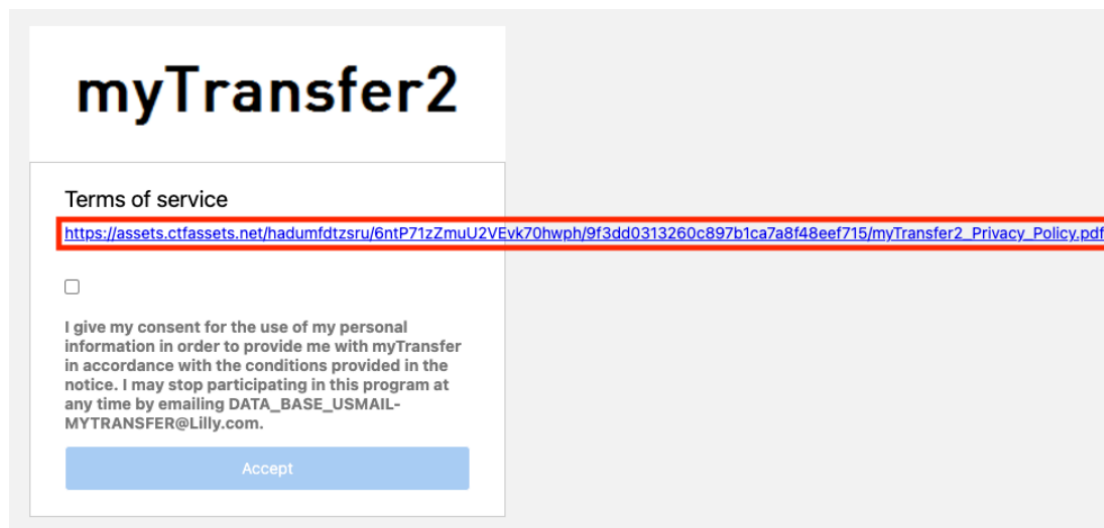 myTransfer2
Terms of service
https://assets.ctfassets.net/hadumfdtzsru/6ntP71zZmuU2VEvk70hwph/9f3dd0313260c897b1ca7a8f48eef715/myTransfer2_Privacy_Policy.pdf
I give my consent for the use of my personal
information in order to provide me with myTransfer
in accordance with the conditions provided in the
notice. I may stop participating in this program at
any time by emailing DATA_BASE_USMAIL-
MYTRANSFER@Lilly.com.
Accept